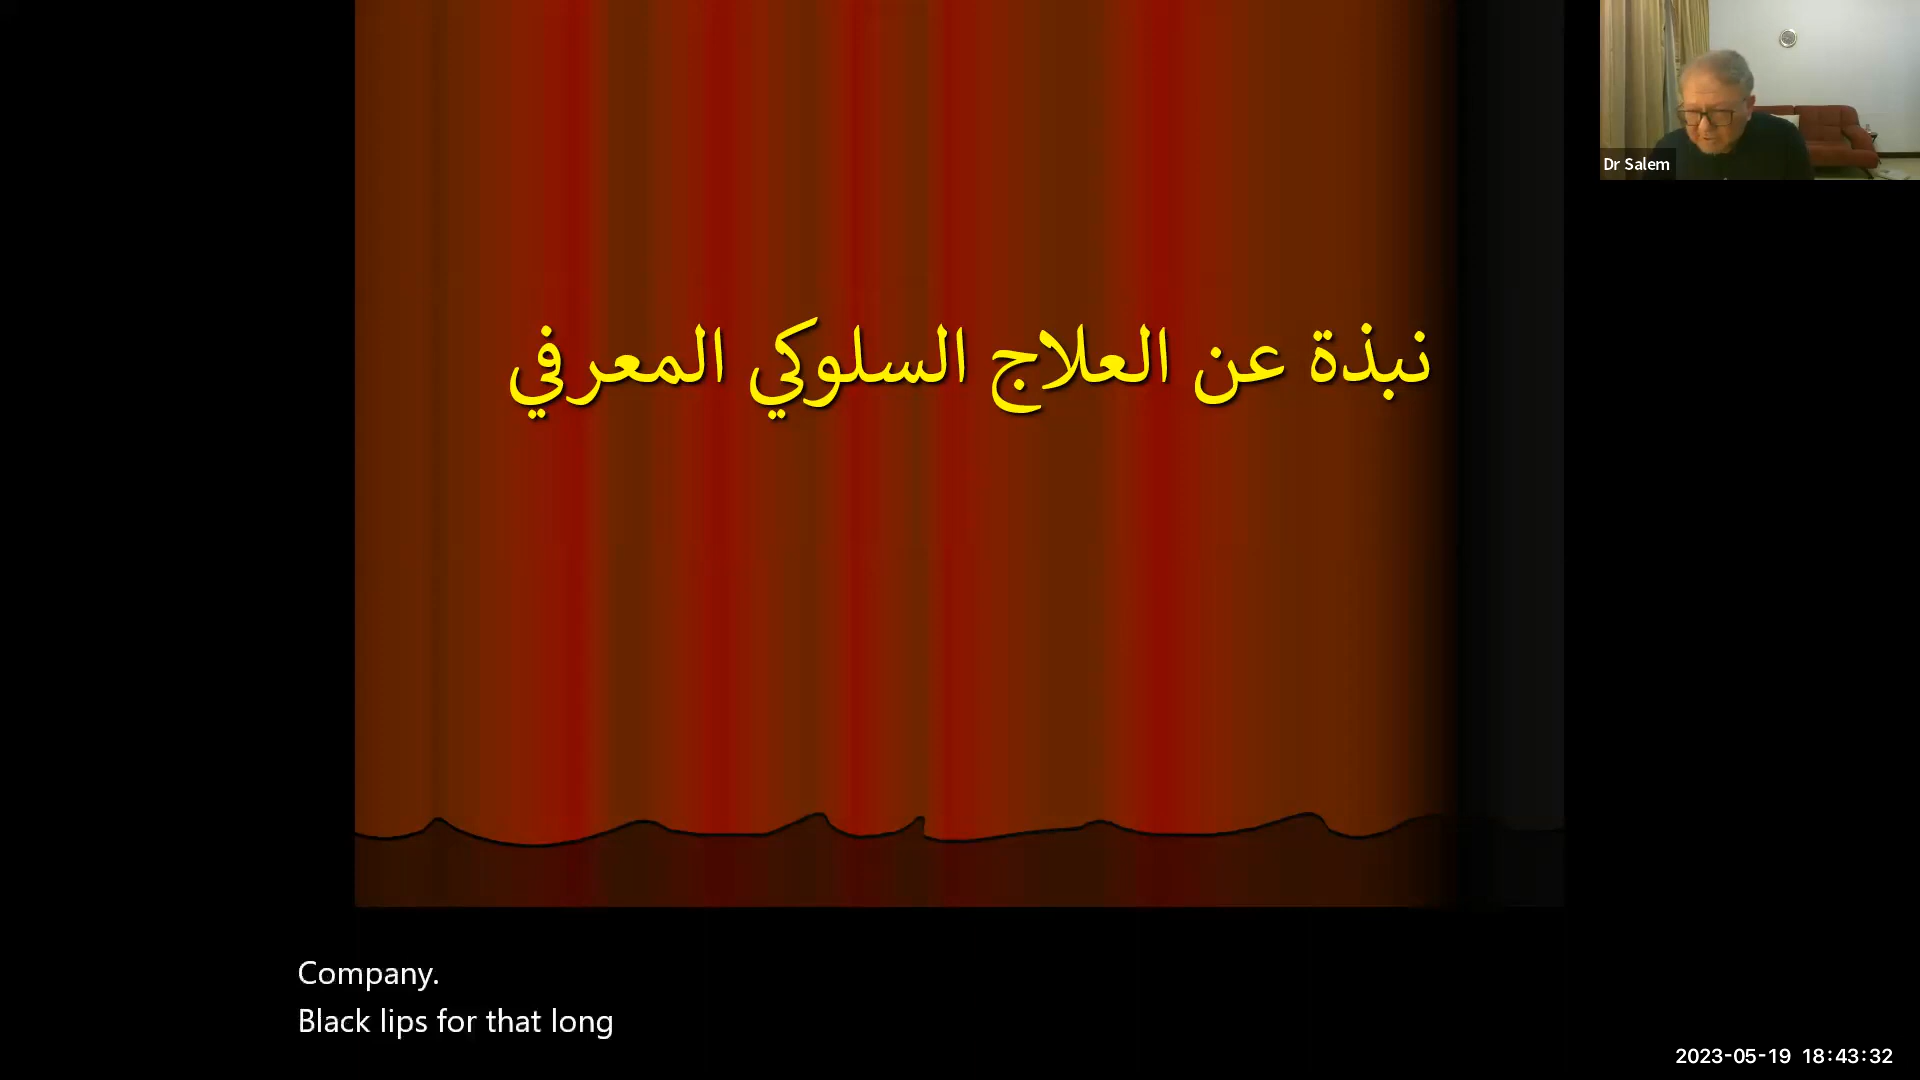 نبذة عن العلاج السلوكي المعرفي
Dr Salem
Company.
Black lips for that long
2023-05-19 18:43:32